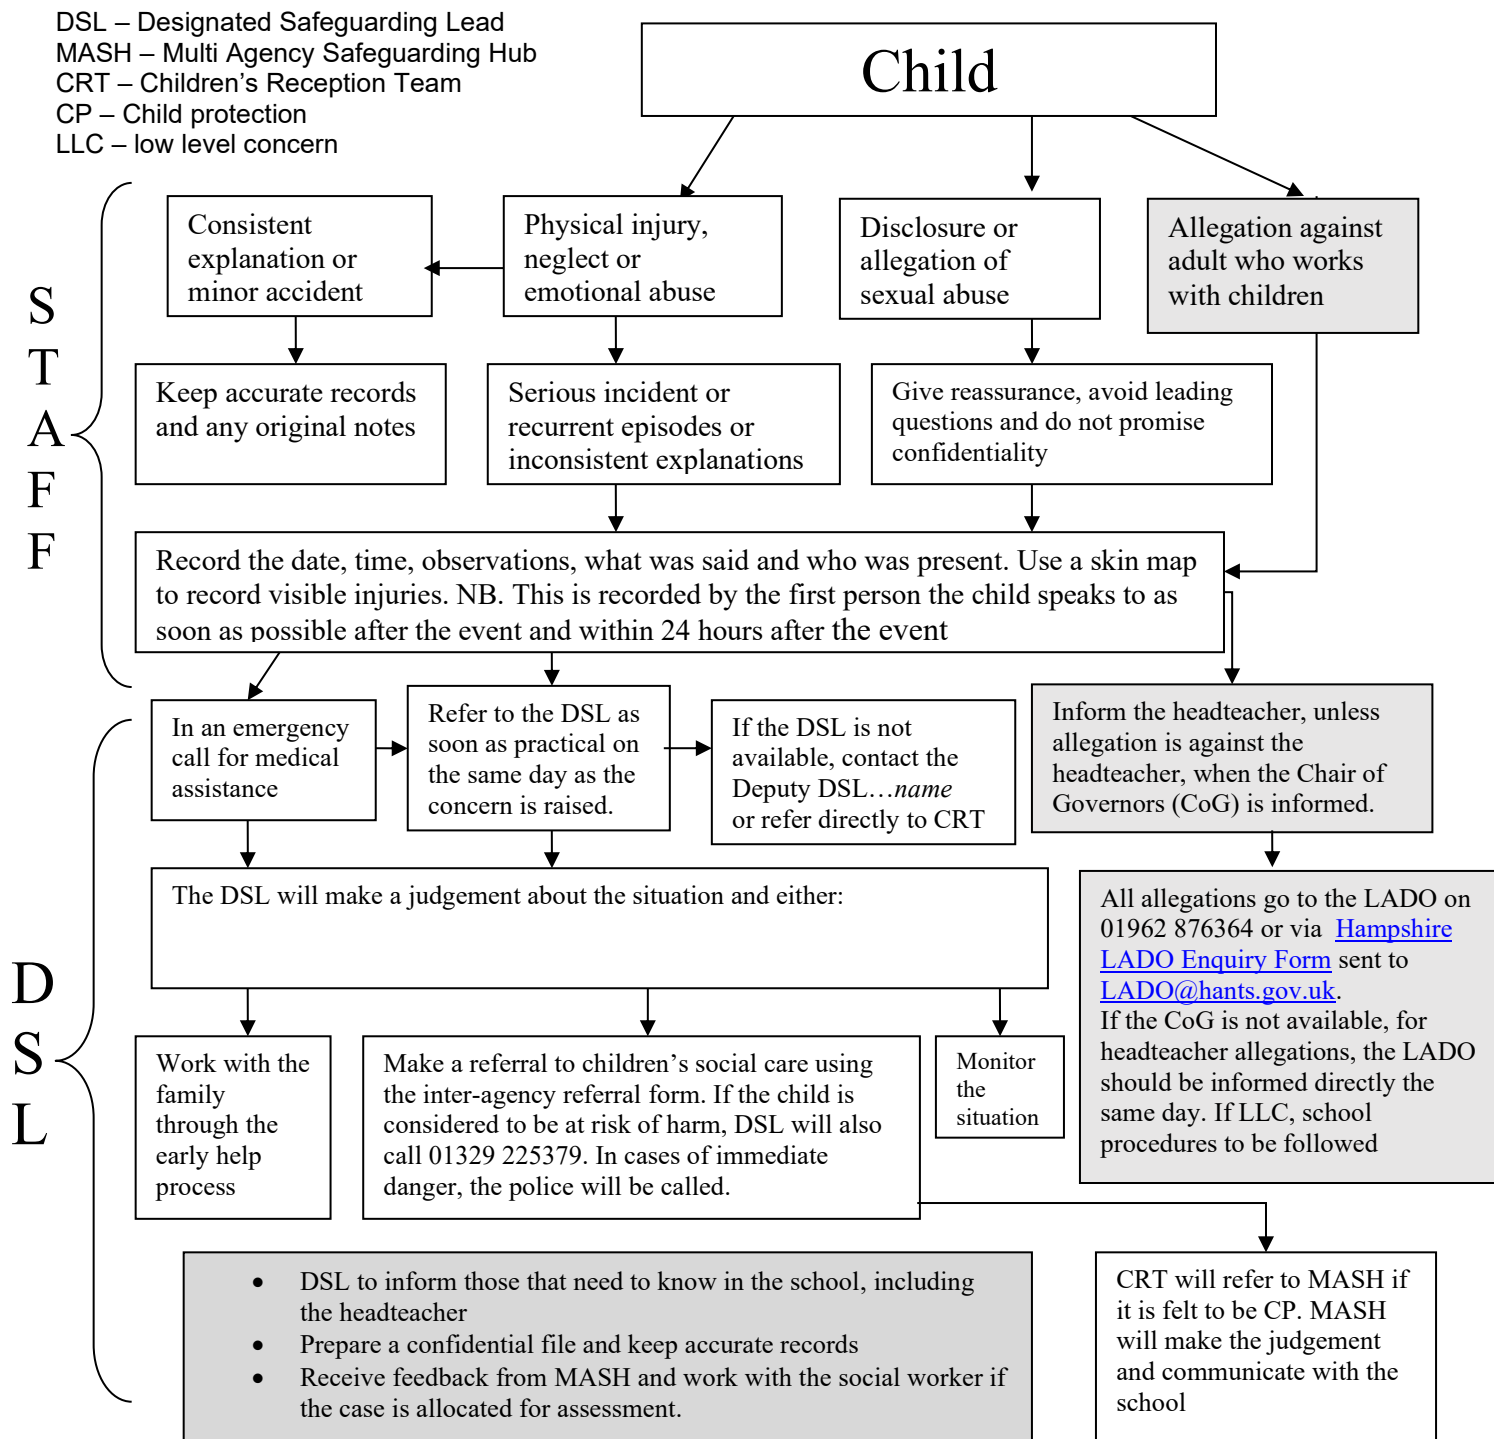 DSL – Designated Safeguarding Lead
MASH – Multi Agency Safeguarding Hub
CRT – Children's Reception Team
CP – Child protection
LLC – low level concern
Child
S
T
A
F
F
Consistent
explanation or
minor accident
Physical injury,
neglect or
emotional abuse
Disclosure or
allegation of
sexual abuse
Allegation against
adult who works
with children
Keep accurate records
and any original notes
Serious incident or
recurrent episodes or
inconsistent explanations
Give reassurance, avoid leading
questions and do not promise
confidentiality
Record the date, time, observations, what was said and who was present. Use a skin map
to record visible injuries. NB. This is recorded by the first person the child speaks to as
soon as possible after the event and within 24 hours after the event
D
S
L
In an emergency
call for medical
assistance
Refer to the DSL as
soon as practical on
the same day as the
concern is raised.
If the DSL is not
available, contact the
Deputy DSL…name
or refer directly to CRT
Inform the headteacher, unless
allegation is against the
headteacher, when the Chair of
Governors (CoG) is informed.
The DSL will make a judgement about the situation and either:
All allegations go to the LADO on
01962 876364 or via Hampshire
LADO Enquiry Form sent to
LADO@hants.gov.uk.
If the CoG is not available, for
headteacher allegations, the LADO
should be informed directly the
same day. If LLC, school
procedures to be followed
Work with the
family
through the
early help
process
Make a referral to children's social care using
the inter-agency referral form. If the child is
considered to be at risk of harm, DSL will also
call 01329 225379. In cases of immediate
danger, the police will be called.
Monitor
the
situation
• DSL to inform those that need to know in the school, including
the headteacher
• Prepare a confidential file and keep accurate records
• Receive feedback from MASH and work with the social worker if
the case is allocated for assessment.
CRT will refer to MASH if
it is felt to be CP. MASH
will make the judgement
and communicate with the
school